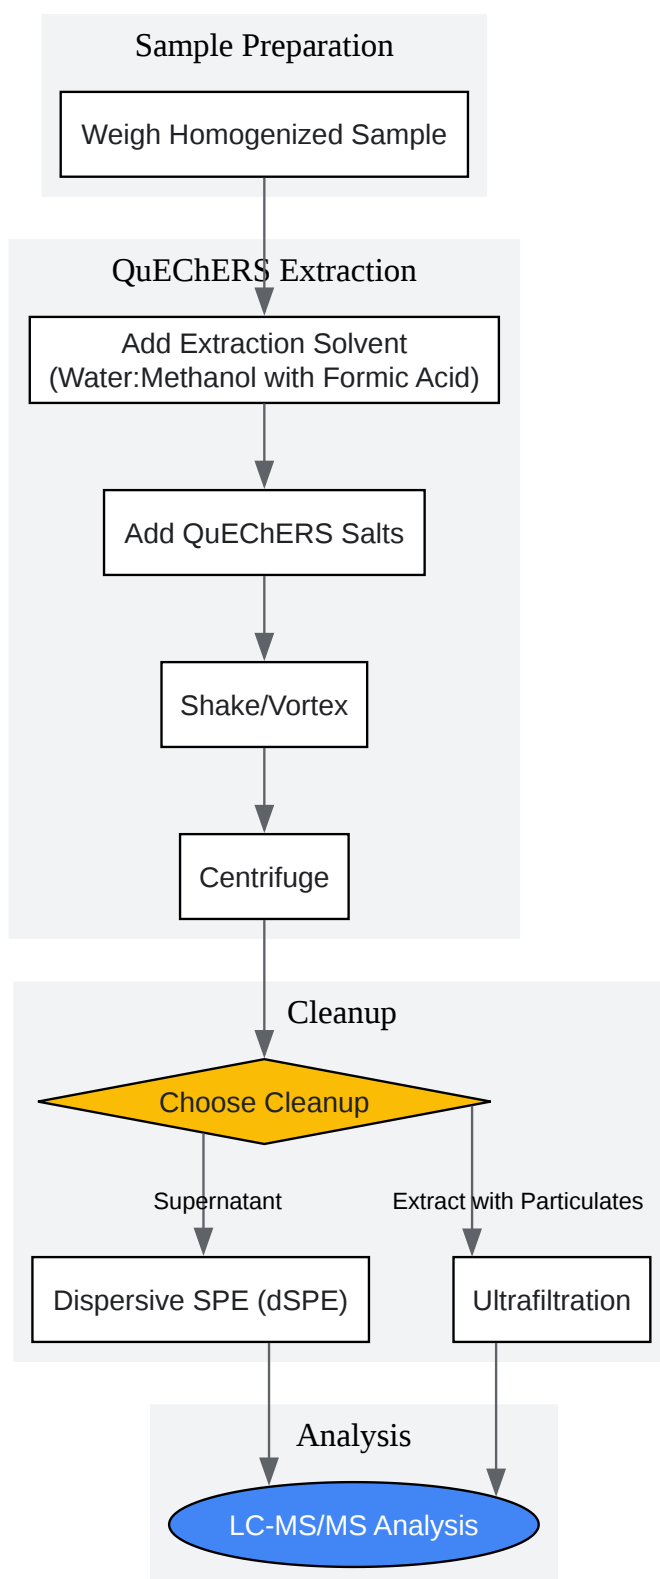 Sample Preparation
Weigh Homogenized Sample
QuEChERS Extraction
Add Extraction Solvent
(Water:Methanol with Formic Acid)
Add QuEChERS Salts
Shake/Vortex
Centrifuge
Cleanup
Choose Cleanup
Supernatant
Extract with Particulates
Dispersive SPE (dSPE)
Ultrafiltration
Analysis
LC-MS/MS Analysis